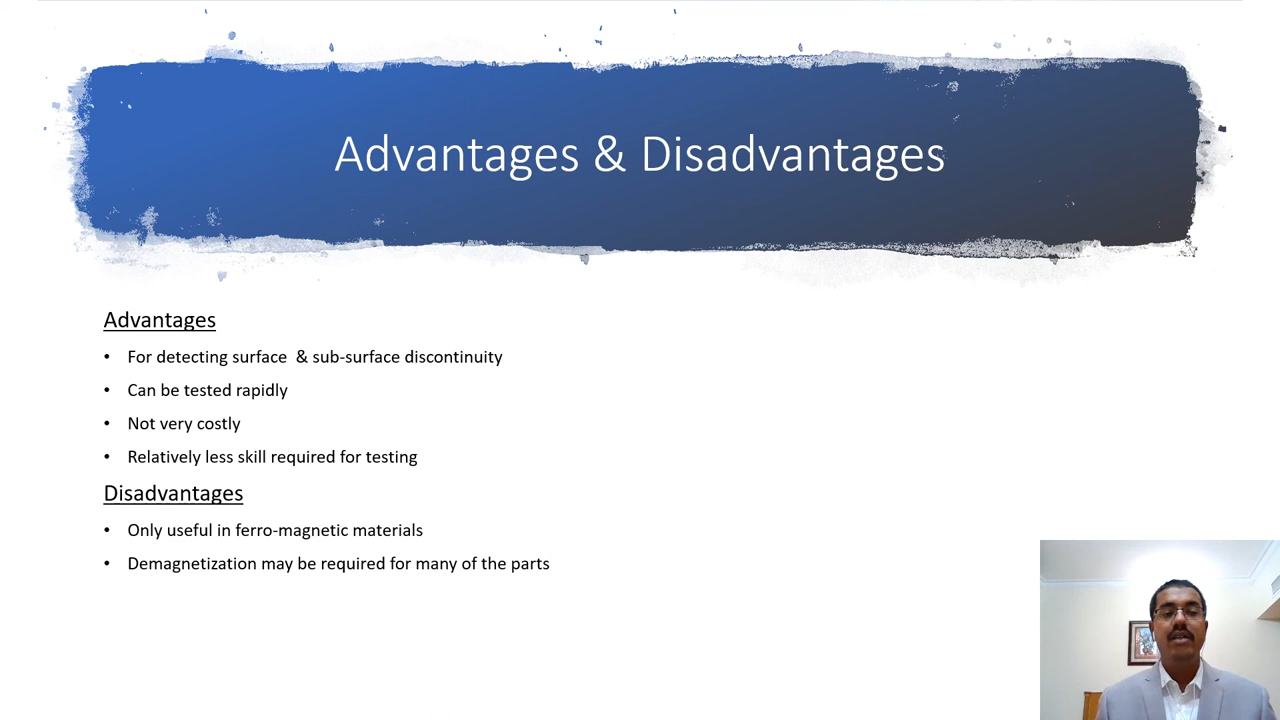 Advantages & Disadvantages
Advantages
• For detecting surface & sub-surface discontinuity
• Can be tested rapidly
• Not very costly
• Relatively less skill required for testing
Disadvantages
• Only useful in ferro-magnetic materials
• Demagnetization may be required for many of the parts